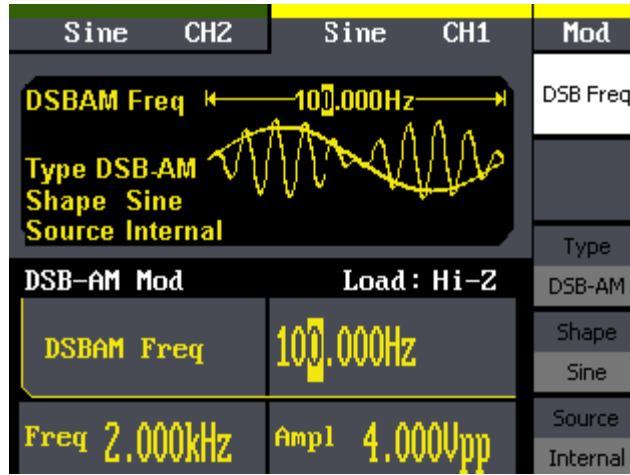 Sine CH2 Sine CH1 Mod
DSBAM Freq 100.000Hz
Type DSB-AM
Shape Sine
Source Internal
DSB Freq
DSB-AM Mod Load: Hi-Z
DSBAM Freq 100.000Hz
Freq 2.000kHz Ampl 4.000Vpp
Type
DSB-AM
Shape
Sine
Source
Internal